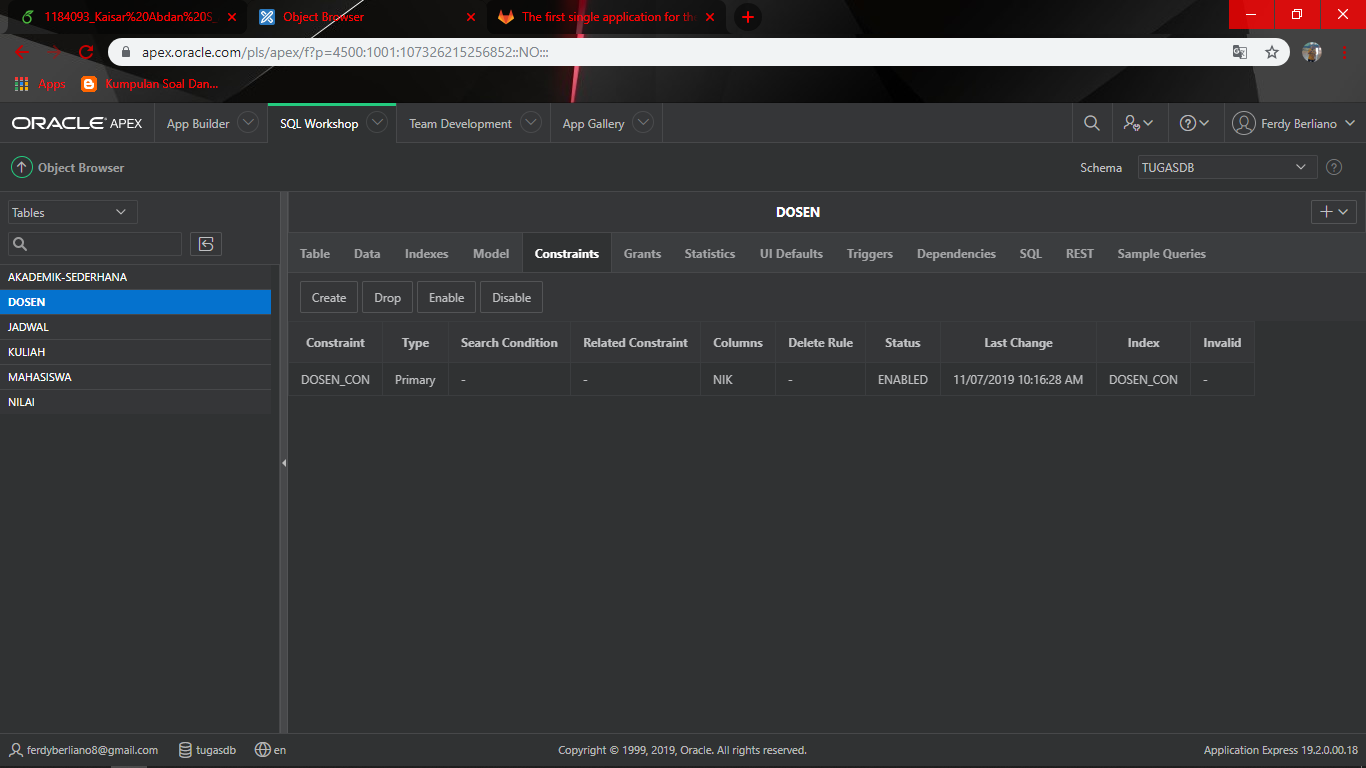 1184093_Kaisar%20Abdan%20S_
Object Browser
The first single application for the
apex.oracle.com/pls/apex/f?p=4500:1001:107326215256852::NO:::
Apps
Kumpulan Soal Dan...
ORACLE APEX
App Builder
SQL Workshop
Team Development
App Gallery
Ferdy Berliano
Object Browser
Schema
TUGASDB
Tables
AKADEMIK-SEDERHANA
DOSEN
JADWAL
KULIAH
MAHASISWA
NILAI
DOSEN
Table Data Indexes Model Constraints Grants Statistics UI Defaults Triggers Dependencies SQL REST Sample Queries
Create Drop Enable Disable
Constraint Type Search Condition Related Constraint Columns Delete Rule Status Last Change Index Invalid
DOSEN_CON Primary - - NIK - ENABLED 11/07/2019 10:16:28 AM DOSEN_CON -
ferdyberliano8@gmail.com tugasdb en
Copyright © 1999, 2019, Oracle. All rights reserved.
Application Express 19.2.0.00.18